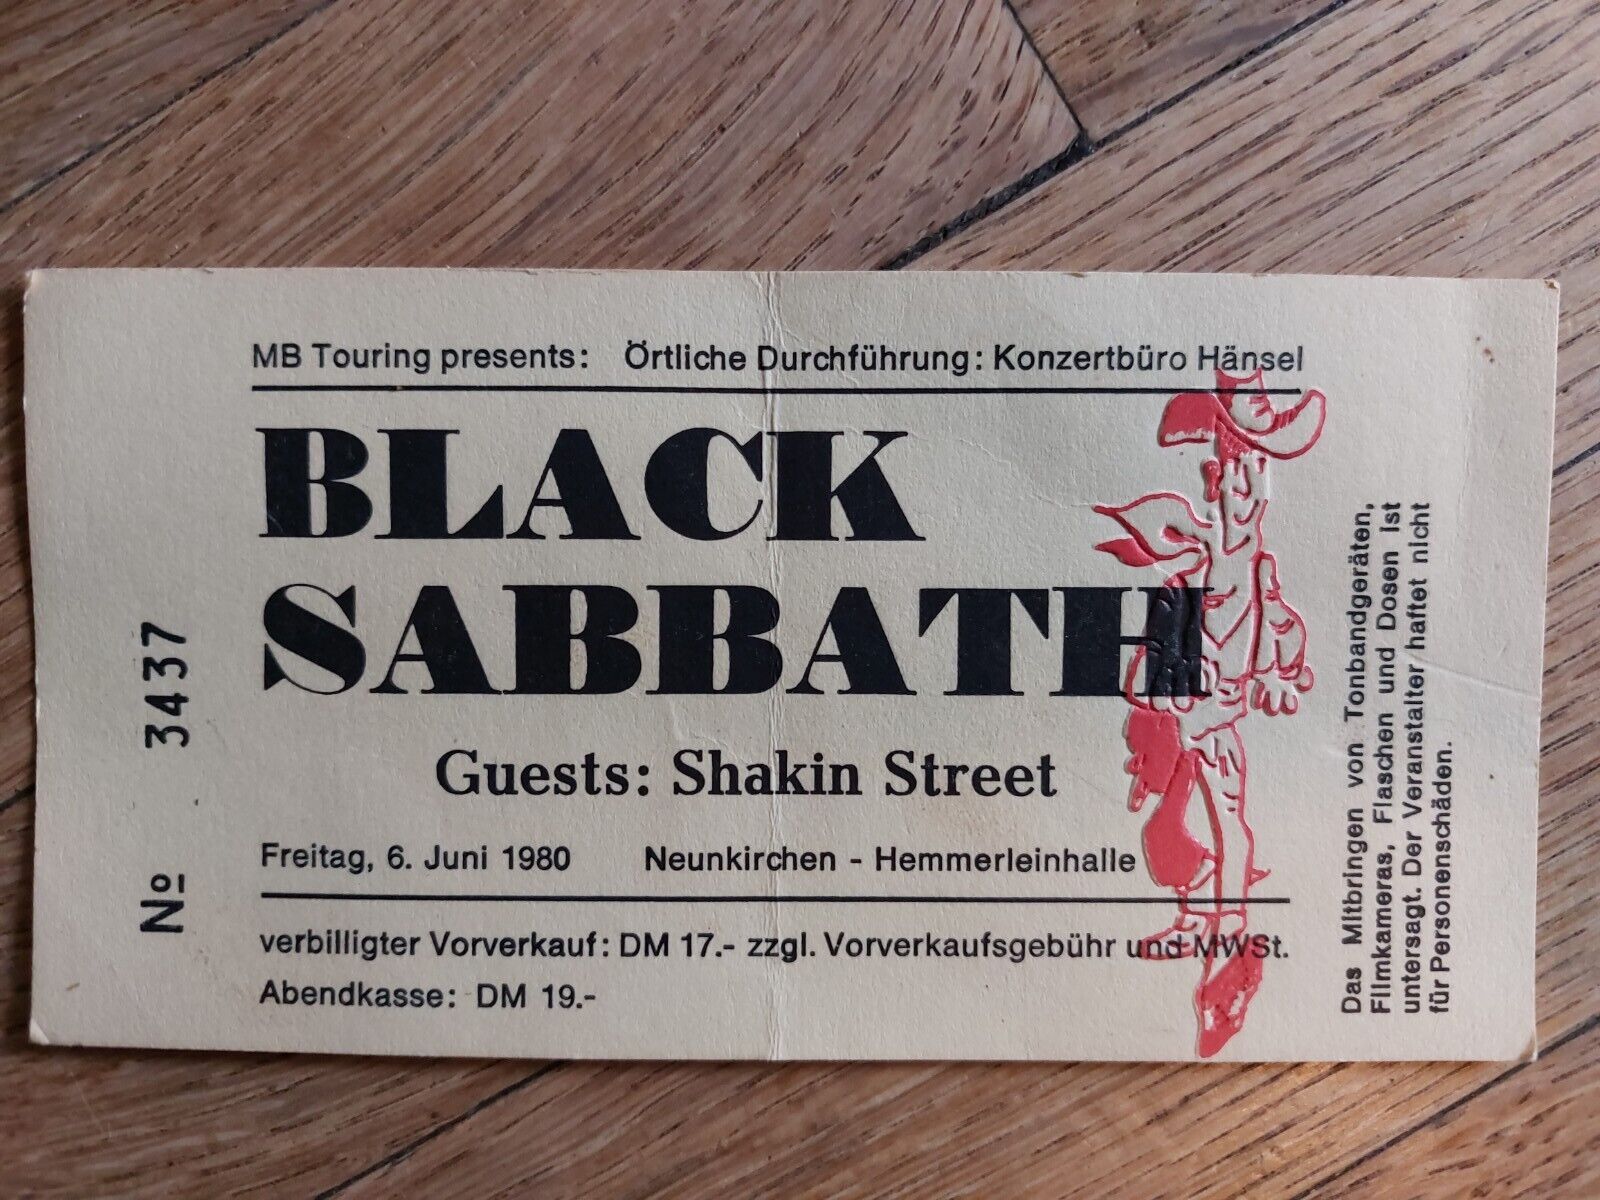 MB Touring presents: Örtliche Durchführung: Konzertbüro Hänsel
BLACK
SABBATH
Guests: Shakin Street
Freitag, 6. Juni 1980 Neunkirchen - Hemmerleinhalle
verbilligter Vorverkauf: DM 17.- zzgl. Vorverkaufsgebühr und MWSt.
Abendkasse: DM 19.-
No 3437
Das Mitbringen von Tonbandgeräten,
Filmkameras, Flaschen und Dosen ist
untersagt. Der Veranstalter haftet nicht
für Personenschäden.